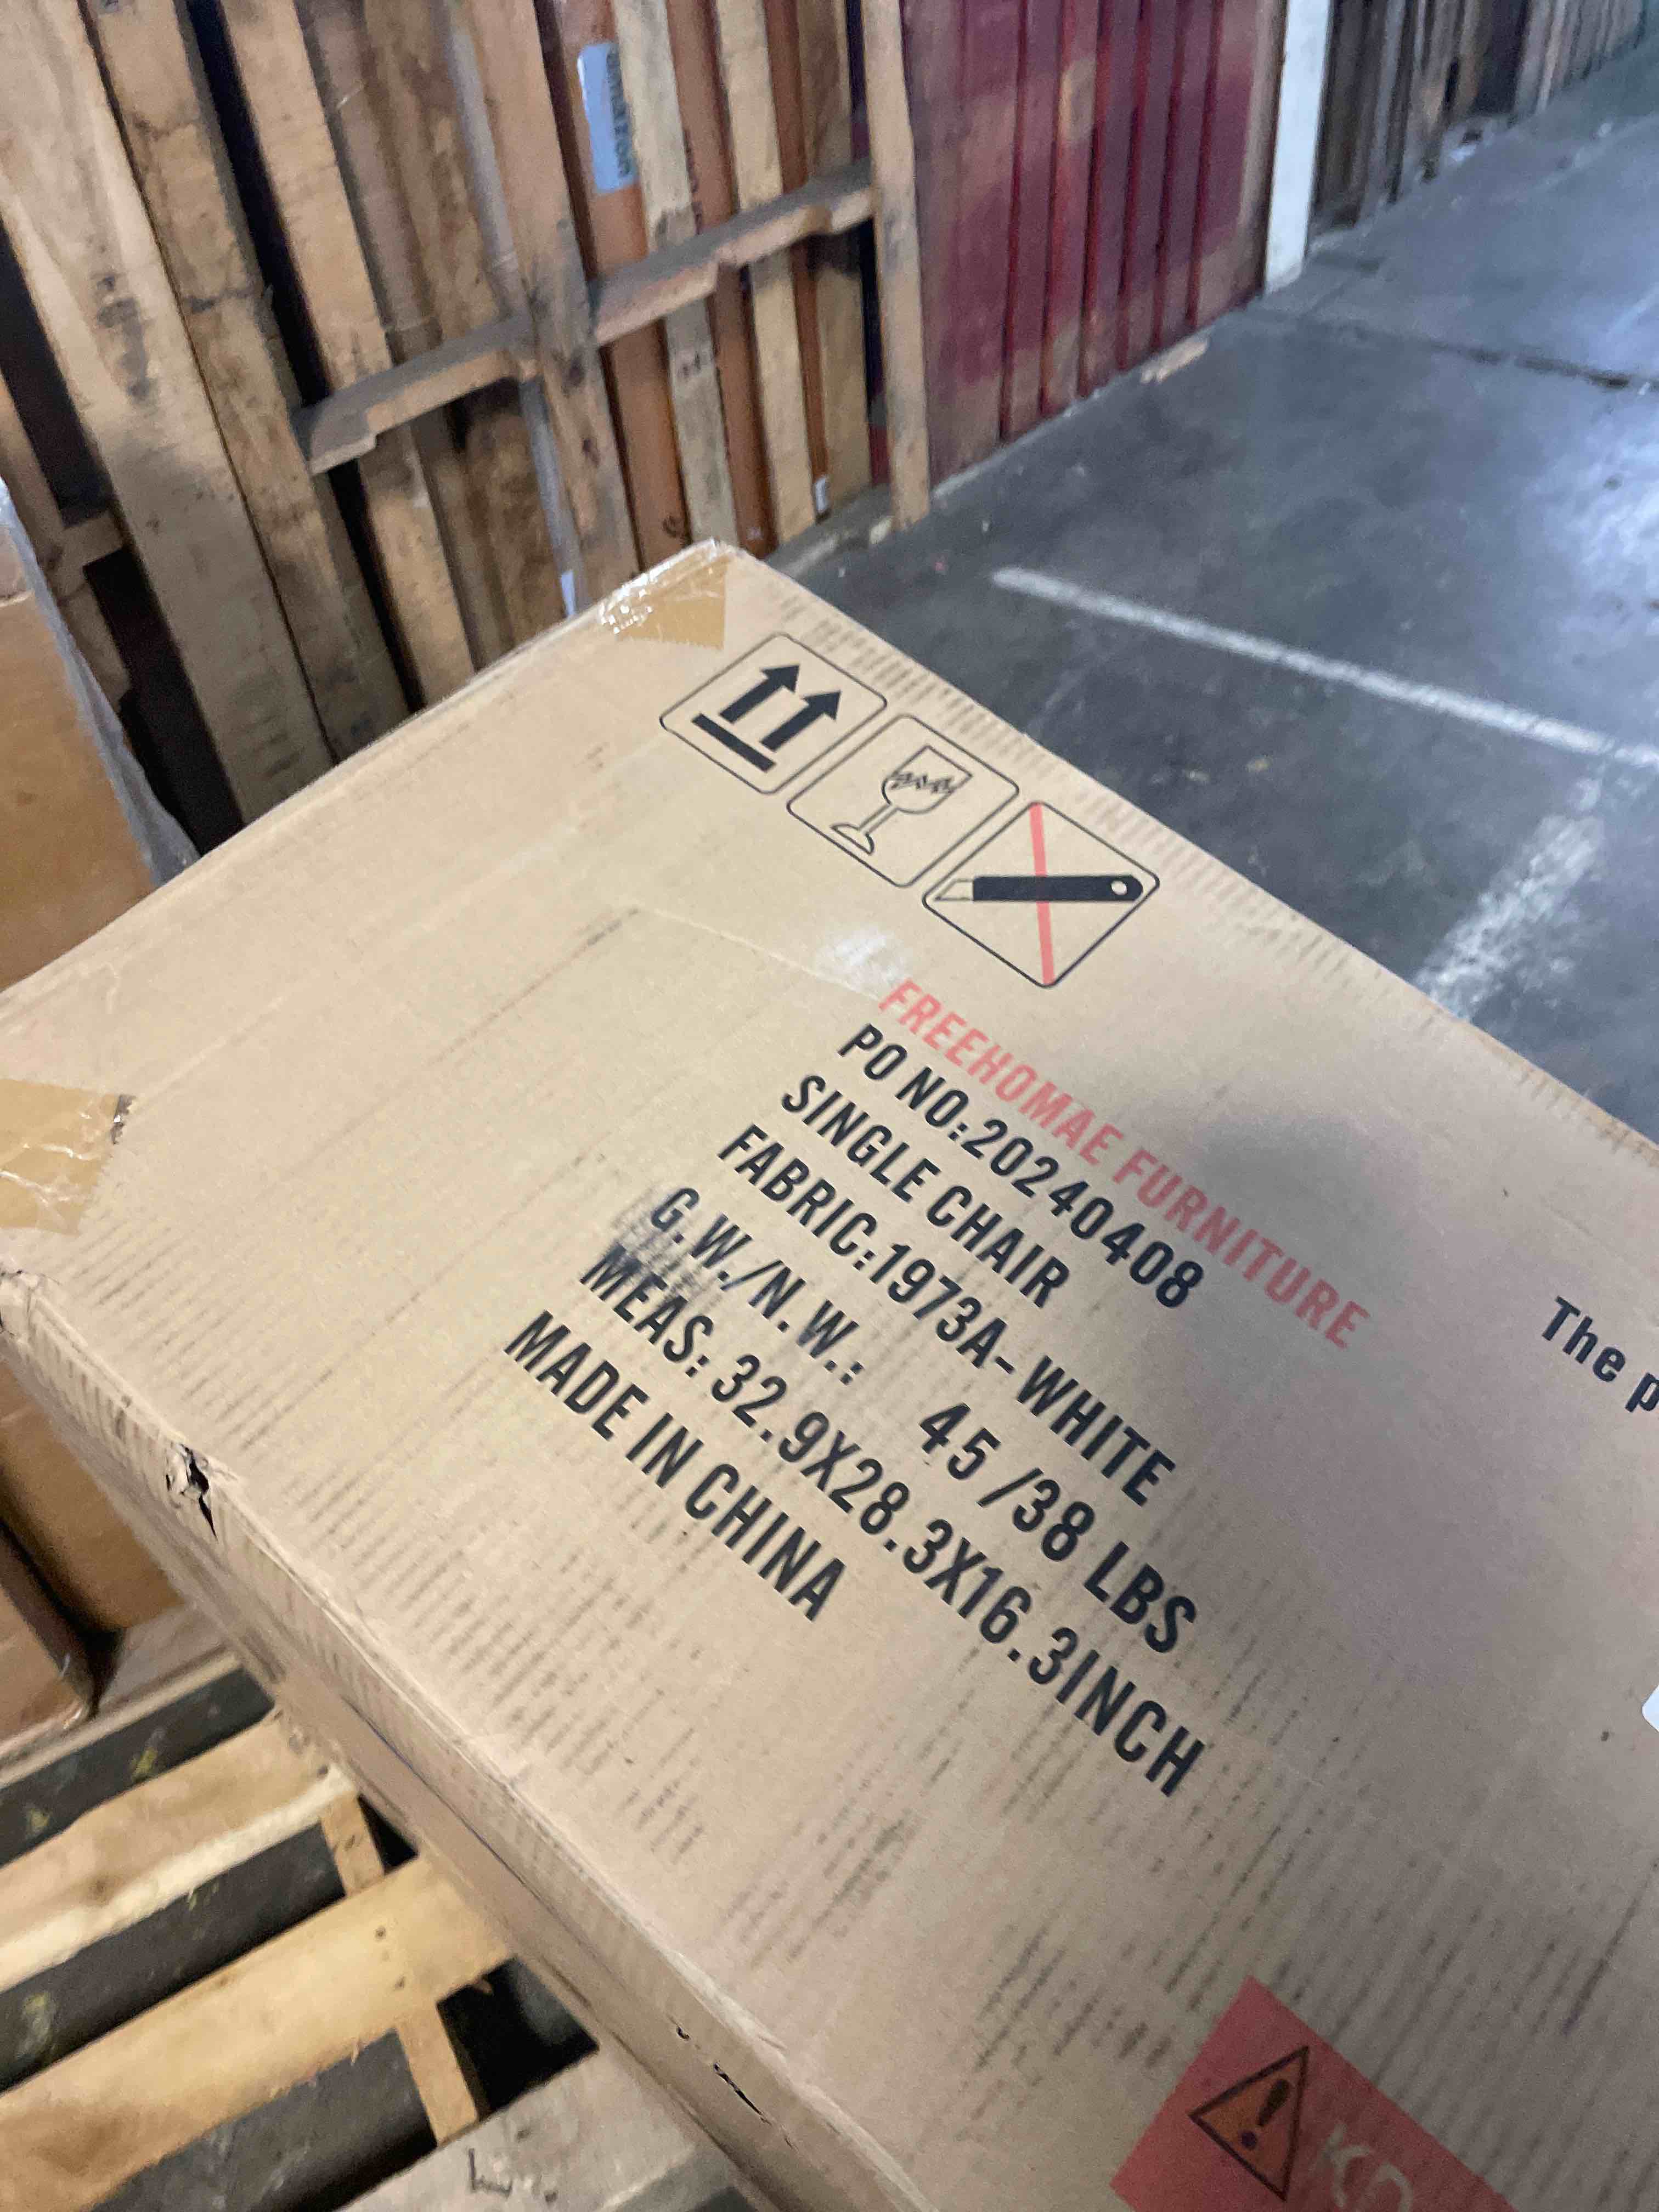 FREEHOMAE FURNITURE
PO NO:20240408
SINGLE CHAIR
FABRIC:1973A-WHITE
G.W./N.W.: 45 /38 LBS
MEAS: 32.9X28.3X16.3INCH
MADE IN CHINA
The